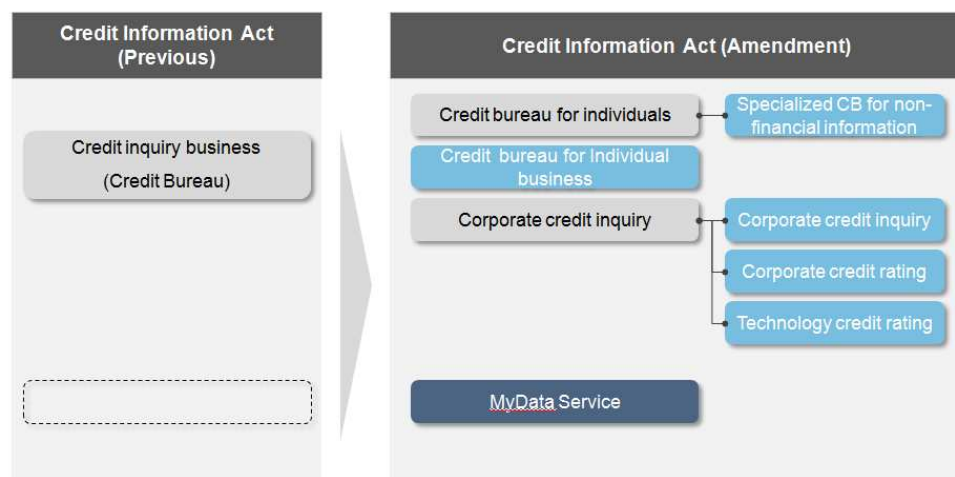 Credit Information Act
(Previous)
Credit inquiry business
(Credit Bureau)
Credit Information Act (Amendment)
Credit bureau for individuals
Specialized CB for non-
financial information
Credit bureau for Individual
business
Corporate credit inquiry
Corporate credit inquiry
Corporate credit rating
Technology credit rating
MyData Service